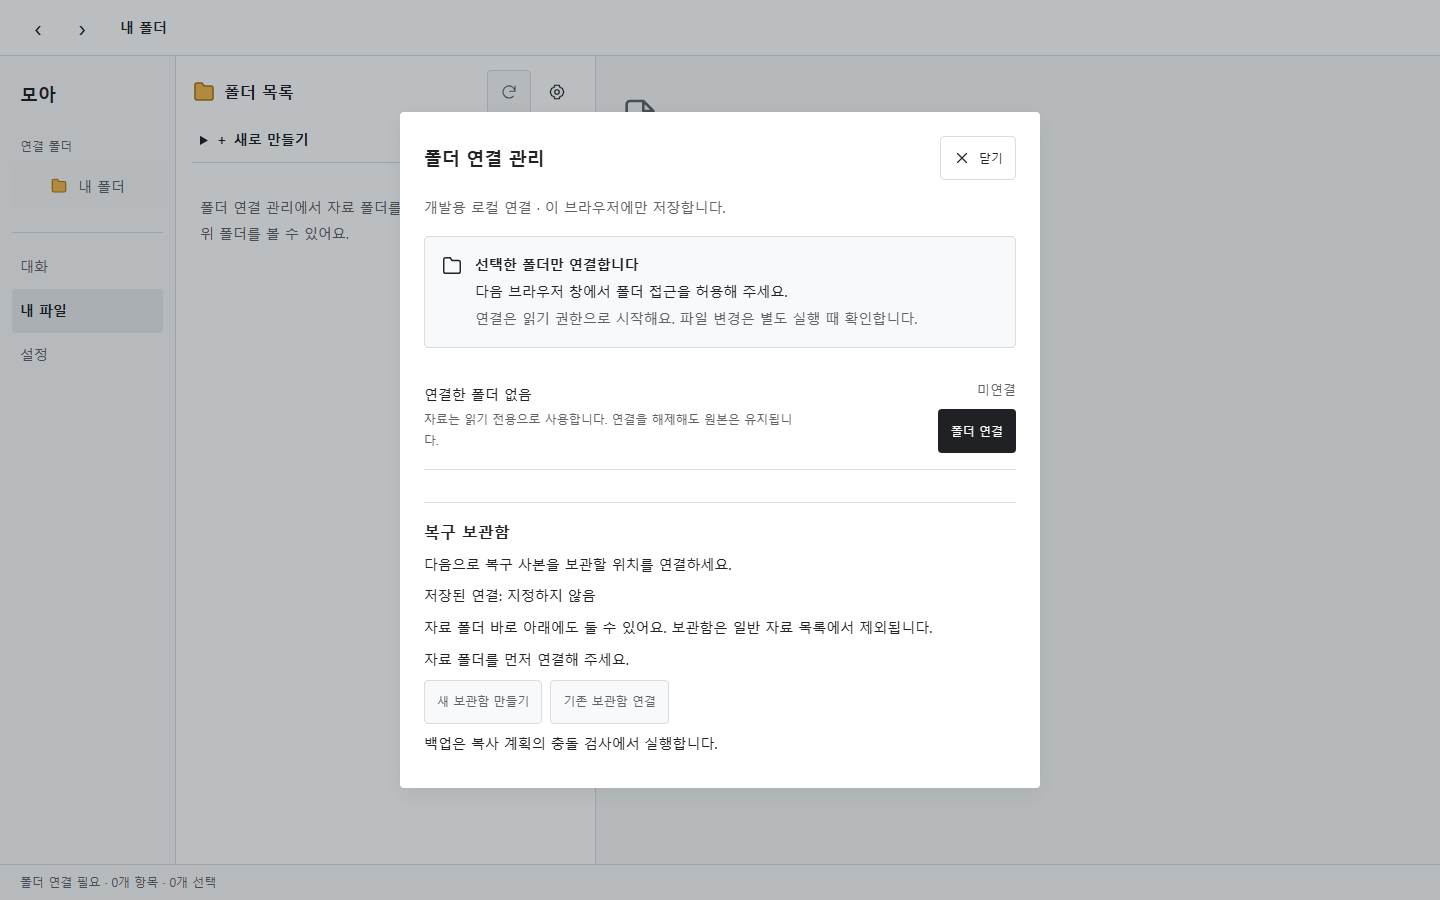 내 폴더
모아
연결 폴더
내 폴더
대화
내 파일
설정
폴더 목록
+ 새로 만들기
폴더 연결 관리에서 자료 폴더를
위 폴더를 볼 수 있어요.
폴더 연결 관리
닫기
개발용 로컬 연결 · 이 브라우저에만 저장합니다.
선택한 폴더만 연결합니다
다음 브라우저 창에서 폴더 접근을 허용해 주세요.
연결은 읽기 권한으로 시작해요. 파일 변경은 별도 실행 때 확인합니다.
연결한 폴더 없음
자료는 읽기 전용으로 사용합니다. 연결을 해제해도 원본은 유지됩니
다.
미연결
폴더 연결
복구 보관함
다음으로 복구 사본을 보관할 위치를 연결하세요.
저장된 연결: 지정하지 않음
자료 폴더 바로 아래에도 둘 수 있어요. 보관함은 일반 자료 목록에서 제외됩니다.
자료 폴더를 먼저 연결해 주세요.
새 보관함 만들기
기존 보관함 연결
백업은 복사 계획의 충돌 검사에서 실행합니다.
폴더 연결 필요 · 0개 항목 · 0개 선택